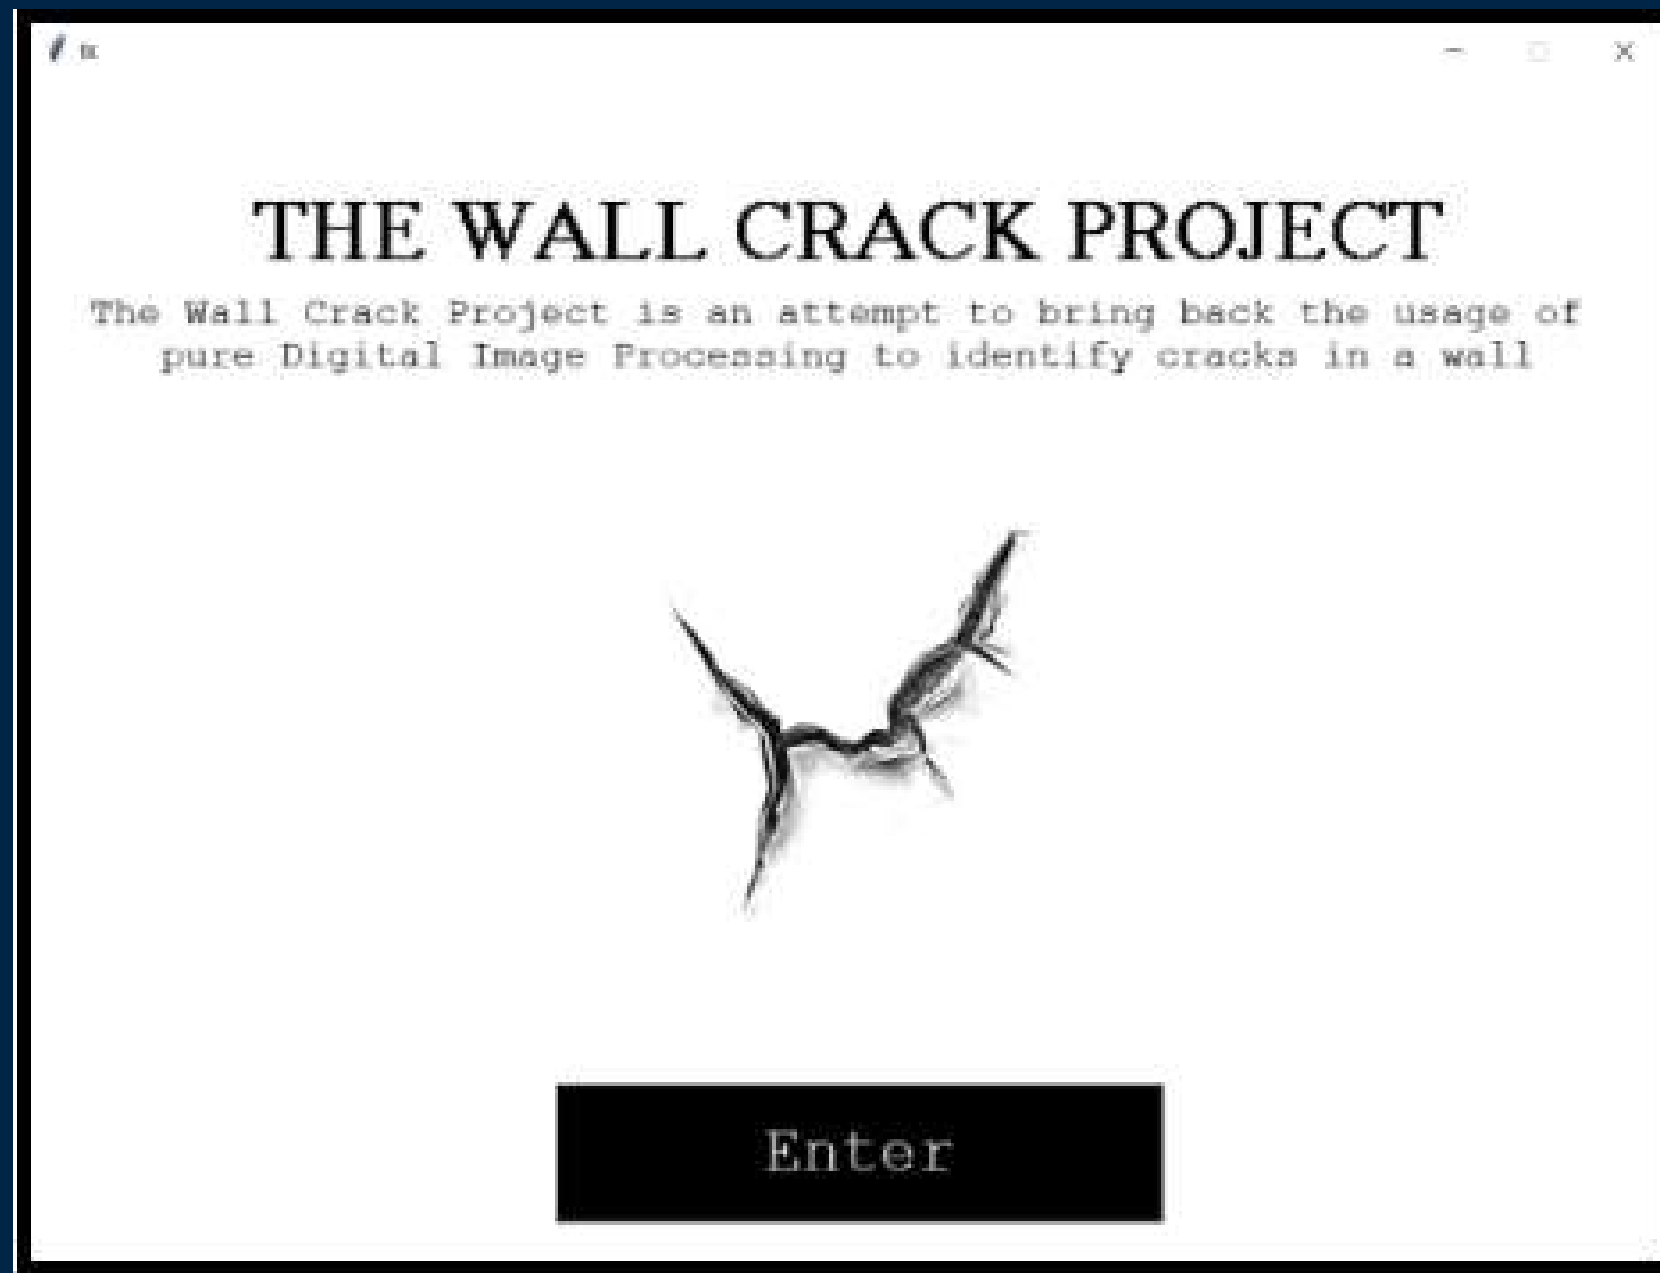 tk
THE WALL CRACK PROJECT
The Wall Crack Project is an attempt to bring back the usage of
pure Digital Image Processing to identify cracks in a wall
Enter